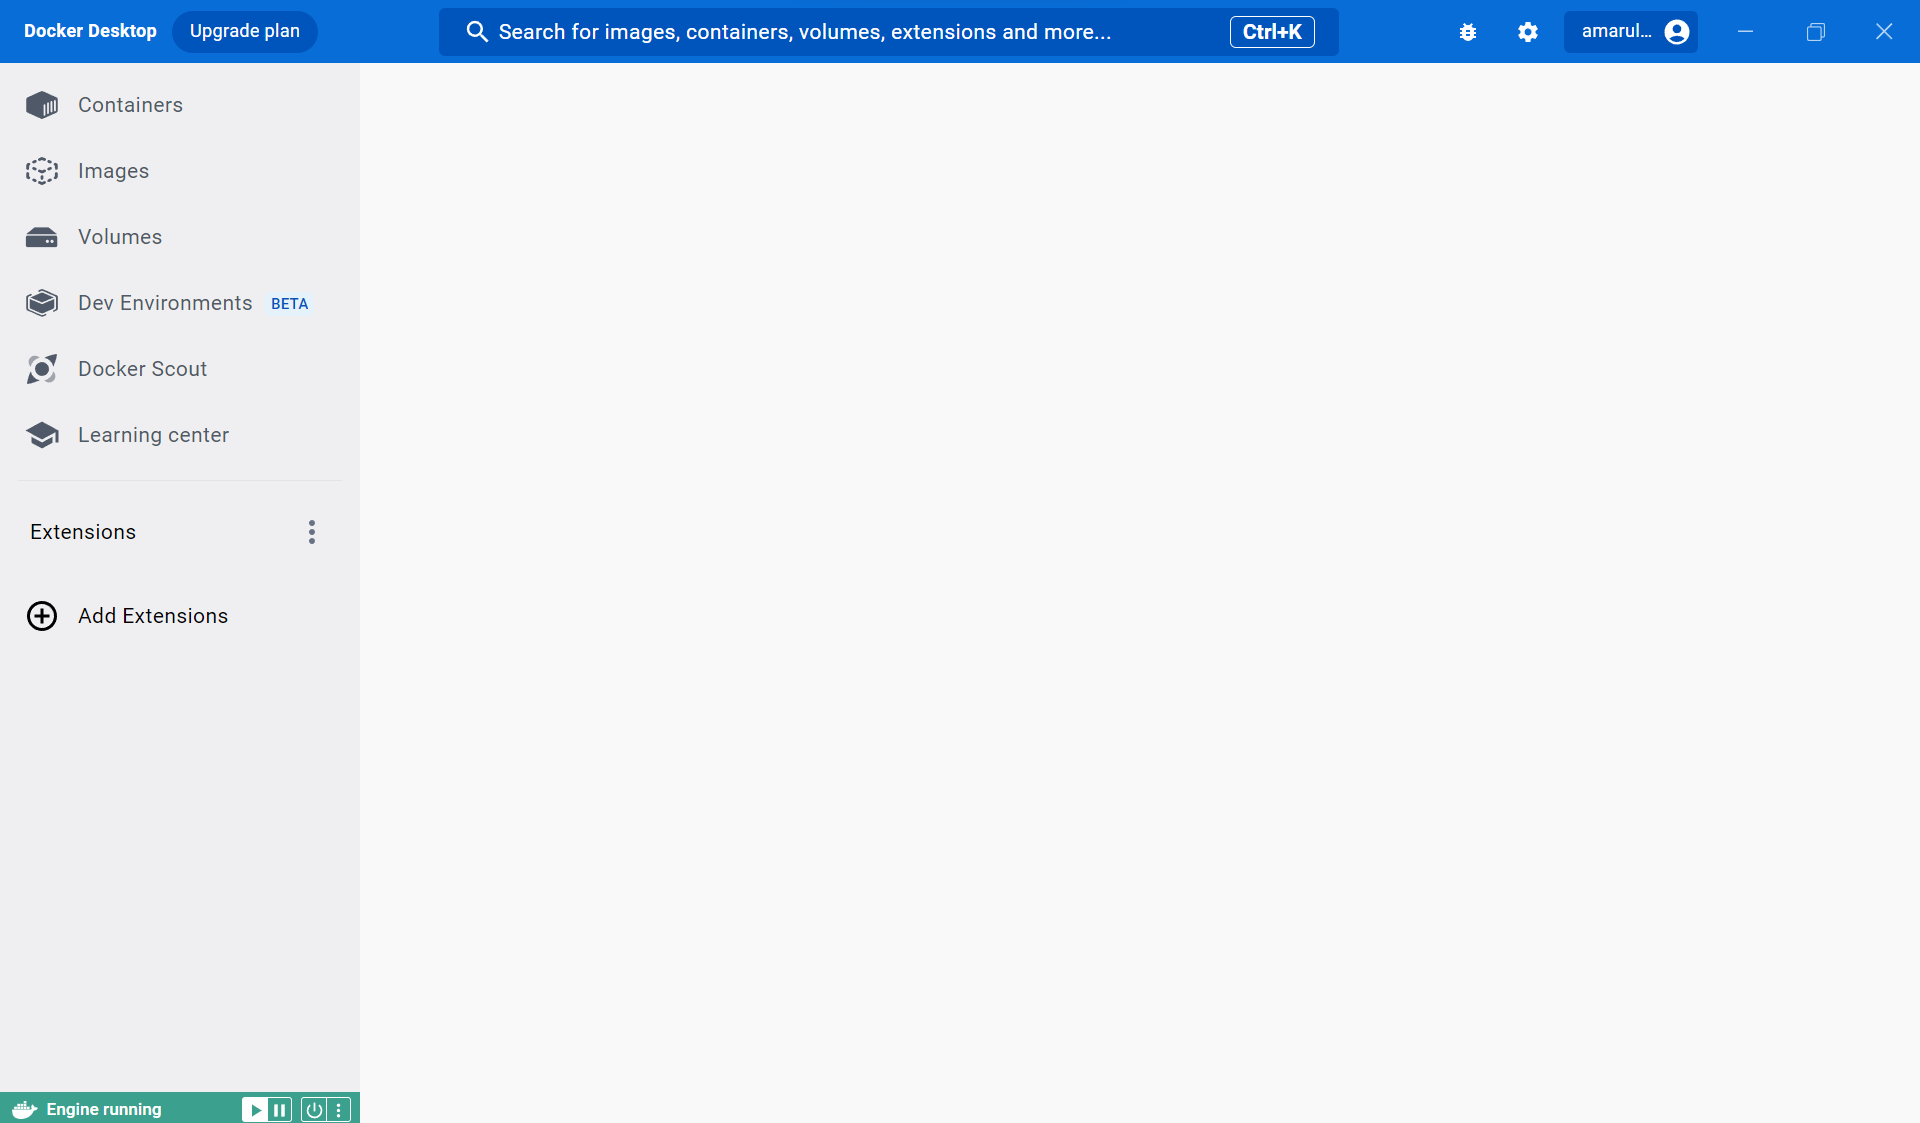 Docker Desktop
Upgrade plan
Search for images, containers, volumes, extensions and more...
Ctrl+K
amarul...
Containers
Images
Volumes
Dev Environments BETA
Docker Scout
Learning center
Extensions
Add Extensions
Engine running